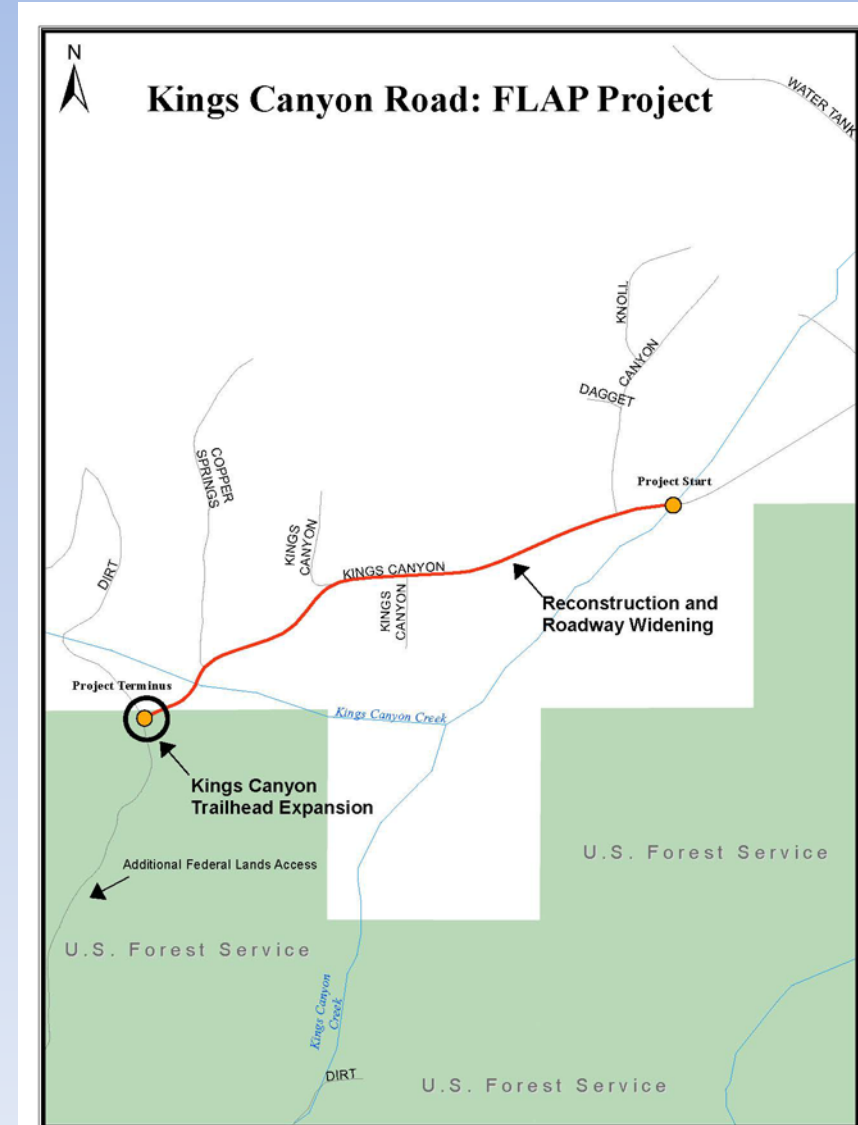 N
Kings Canyon Road: FLAP Project
WATER TANK
KNOLL
CANYON
DAGGET
COPPER
SPRINGS
Project Start
KINGS
CANYON
DIRT
KINGS CANYON
KINGS
CANYON
Reconstruction and
Roadway Widening
Project Terminus
Kings Canyon Creek
Kings Canyon
Trailhead Expansion
U.S. Forest Service
Additional Federal Lands Access
U.S. Forest Service
Kings Canyon
Creek
DIRT
U.S. Forest Service